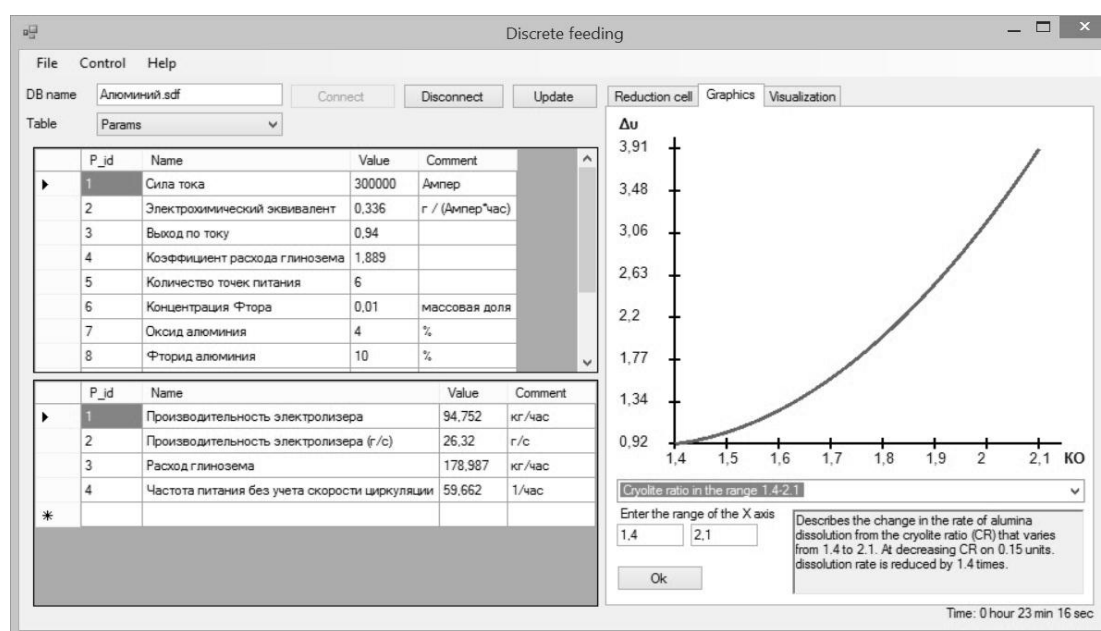 Discrete feeding
File Control Help
DB name Алюминий.sdf Connect Disconnect Update
Table Params
P_id Name Value Comment
1 Сила тока 300000 Ампер
2 Электрохимический эквивалент 0,336 г / (Ампер*час)
3 Выход по току 0,94
4 Коэффициент расхода глинозема 1,889
5 Количество точек питания 6
6 Концентрация Фтора 0,01 массовая доля
7 Оксид алюминия 4 %
8 Фторид алюминия 10 %
P_id Name Value Comment
1 Производительность электролизера 94,752 кг/час
2 Производительность электролизера (г/с) 26,32 г/с
3 Расход глинозема 178,987 кг/час
4 Частота питания без учета скорости циркуляции 59,662 1/час
Reduction cell Graphics Visualization
Δυ
3,91
3,48
3,06
2,63
2,2
1,77
1,34
0,92
1,4 1,5 1,6 1,7 1,8 1,9 2 2,1 КО
Cryolite ratio in the range 1.4-2.1
Enter the range of the X axis
1,4 2,1
Ok
Describes the change in the rate of alumina
dissolution from the cryolite ratio (CR) that varies
from 1.4 to 2.1. At decreasing CR on 0.15 units.
dissolution rate is reduced by 1.4 times.
Time: 0 hour 23 min 16 sec